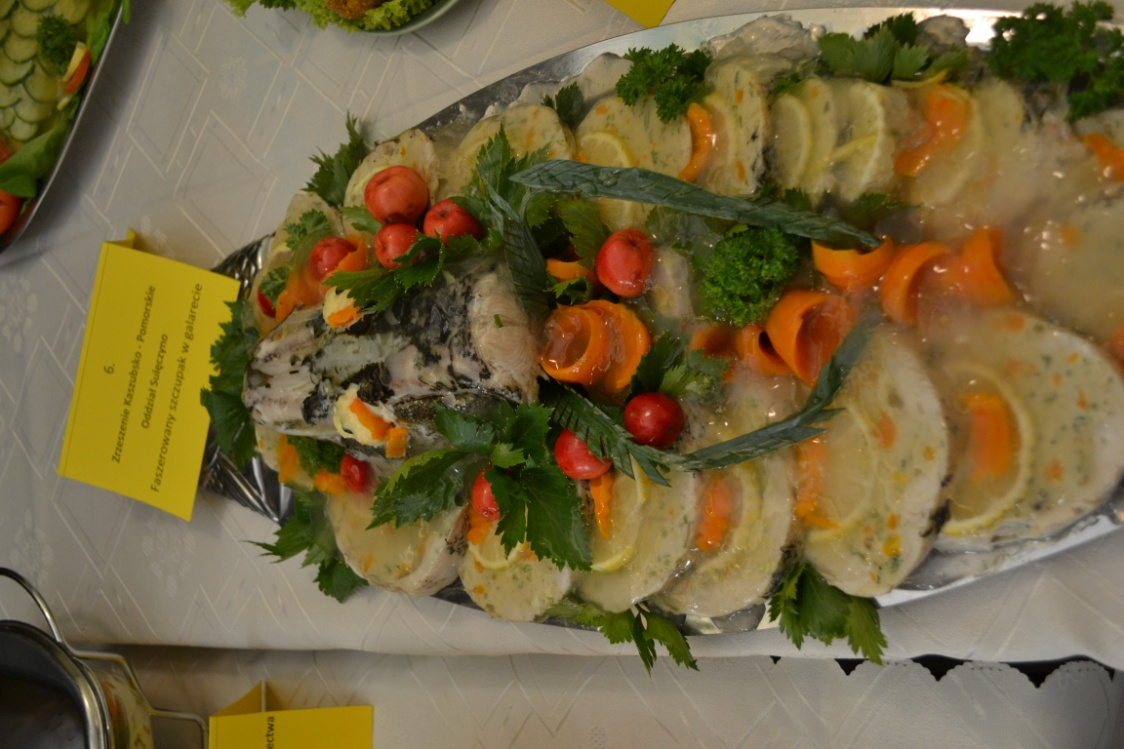 6.
Zrzeszenie Kaszubsko - Pomorskie
Oddział Sulęczyno
Faszerowany szczupak w galarecie